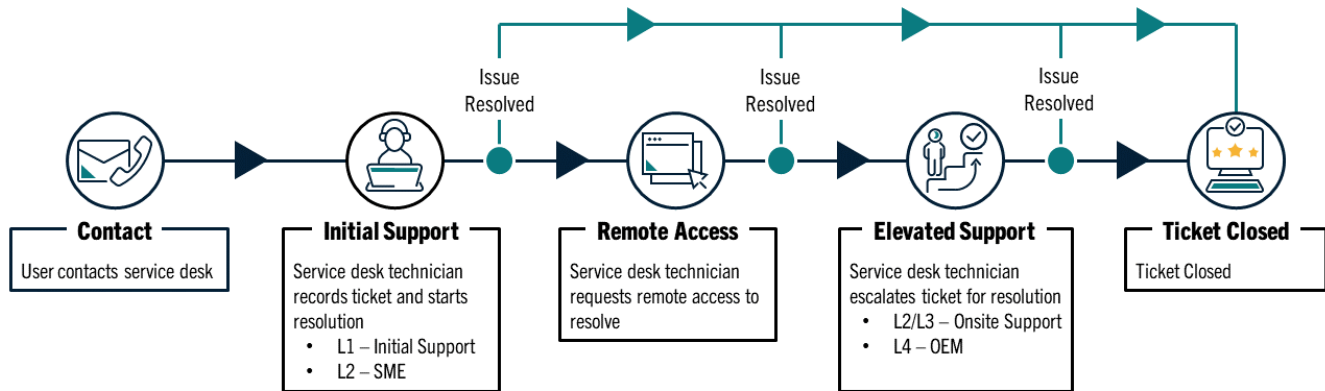 Issue
Resolved
Issue
Resolved
Issue
Resolved
Contact
User contacts service desk
Initial Support
Service desk technician
records ticket and starts
resolution
• L1 – Initial Support
• L2 – SME
Remote Access
Service desk technician
requests remote access to
resolve
Elevated Support
Service desk technician
escalates ticket for resolution
• L2/L3 – Onsite Support
• L4 – OEM
Ticket Closed
Ticket Closed